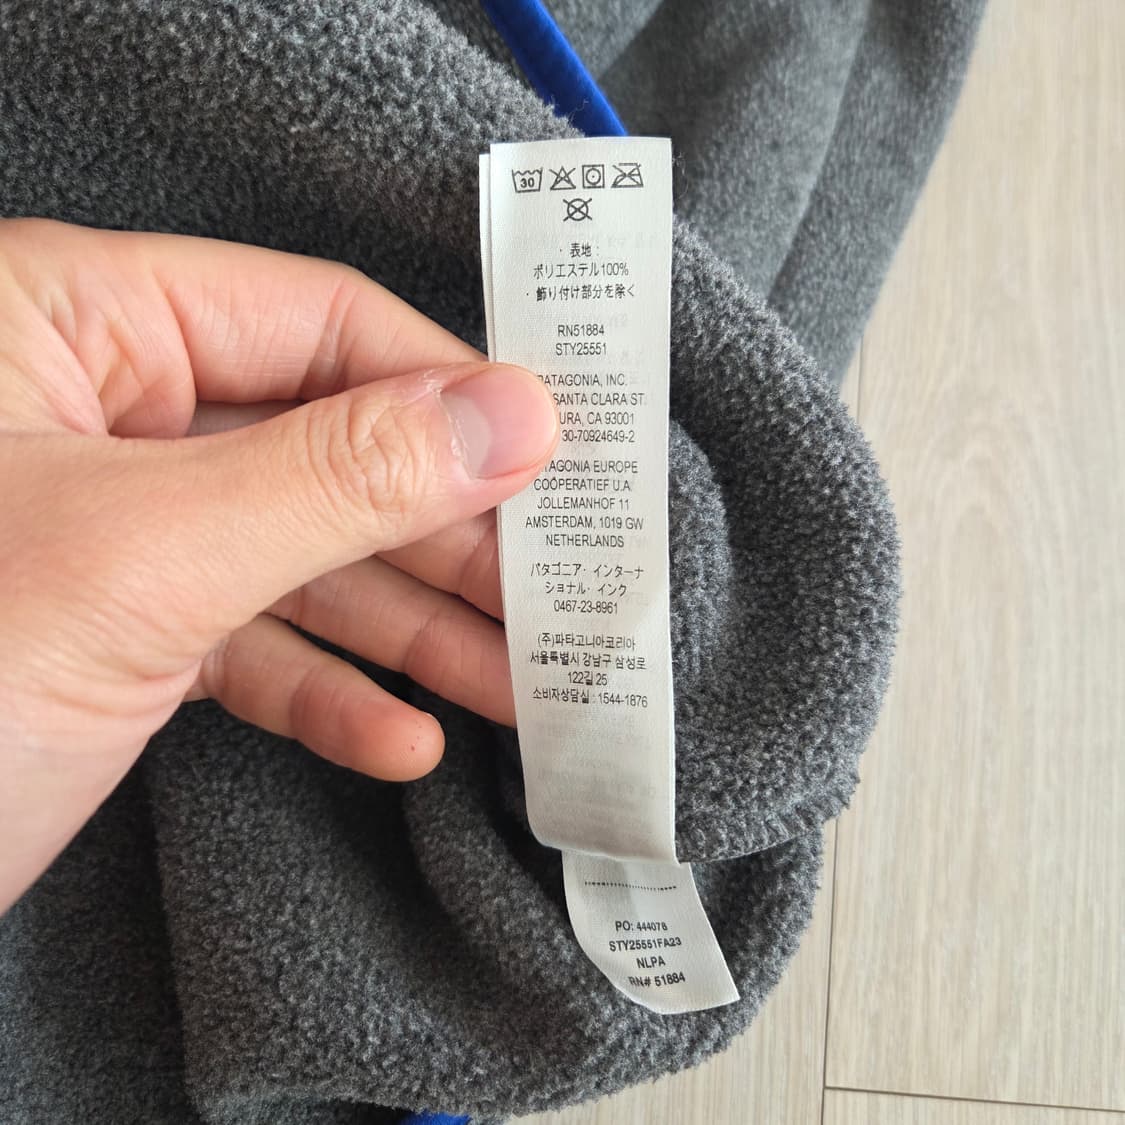 30
· 表地 :
ポリエステル100%
· 飾り付け部分を除く
RN51884
STY25551
PATAGONIA, INC.
SANTA CLARA ST.
CA 93001
30-70924649-2
PATAGONIA EUROPE
COÖPERATIEF U.A.
JOLLEMANHOF 11
AMSTERDAM, 1019 GW
NETHERLANDS
パタゴニア · インターナ
ショナル · インク
0467-23-8961
(주)파타고니아코리아
서울특별시 강남구 삼성로
122길 25
소비자상담실 : 1544-1876
PO: 444078
STY25551FA23
NLPA
RN# 51884